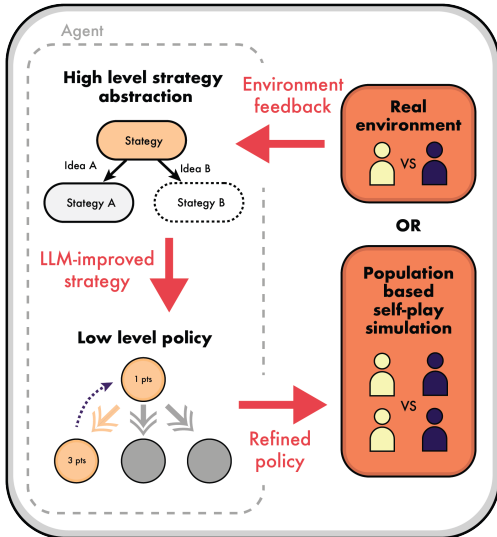 Agent
High level strategy
abstraction
Stategy
Idea A
Idea B
Stategy A
Stategy B
LLM-improved
strategy
Low level policy
1 pts
3 pts
Environment
feedback
Refined
policy
Real
environment
VS
OR
Population
based
self-play
simulation
VS